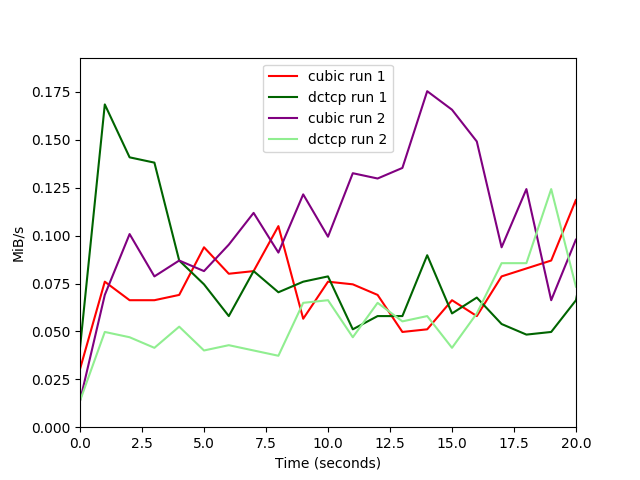 cubic run 1
dctcp run 1
cubic run 2
dctcp run 2
0.175
0.150
0.125
0.100
0.075
0.050
0.025
0.000
MiB/s
0.0 2.5 5.0 7.5 10.0 12.5 15.0 17.5 20.0
Time (seconds)